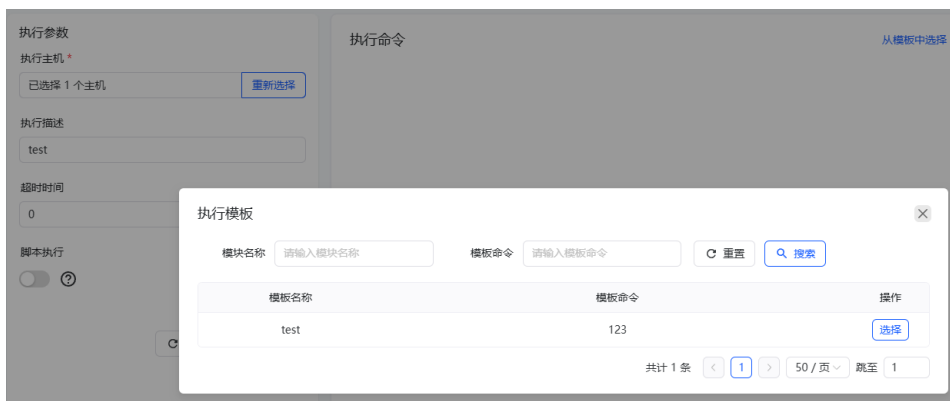 执行参数
执行命令
从模板中选择
执行主机 *
已选择 1 个主机
重新选择
执行描述
test
超时时间
0
脚本执行
执行模板
模块名称 请输入模块名称 模板命令 请输入模板命令 重置 搜索
模板名称 模板命令 操作
test 123 选择
共计 1 条 1 50 / 页 跳至 1